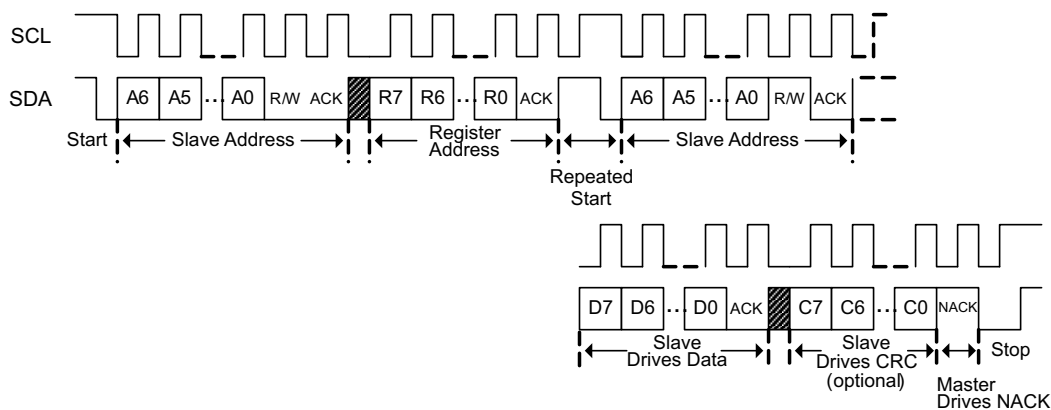 SCL
SDA
A6 A5 ... A0 R/W ACK R7 R6 ... R0 ACK A6 A5 ... A0 R/W ACK
Start
Slave Address
Register
Address
Repeated
Start
Slave Address
D7 D6 ... D0 ACK C7 C6 ... C0 NACK
Slave
Drives Data
Slave
Drives CRC
(optional)
Master
Drives NACK
Stop